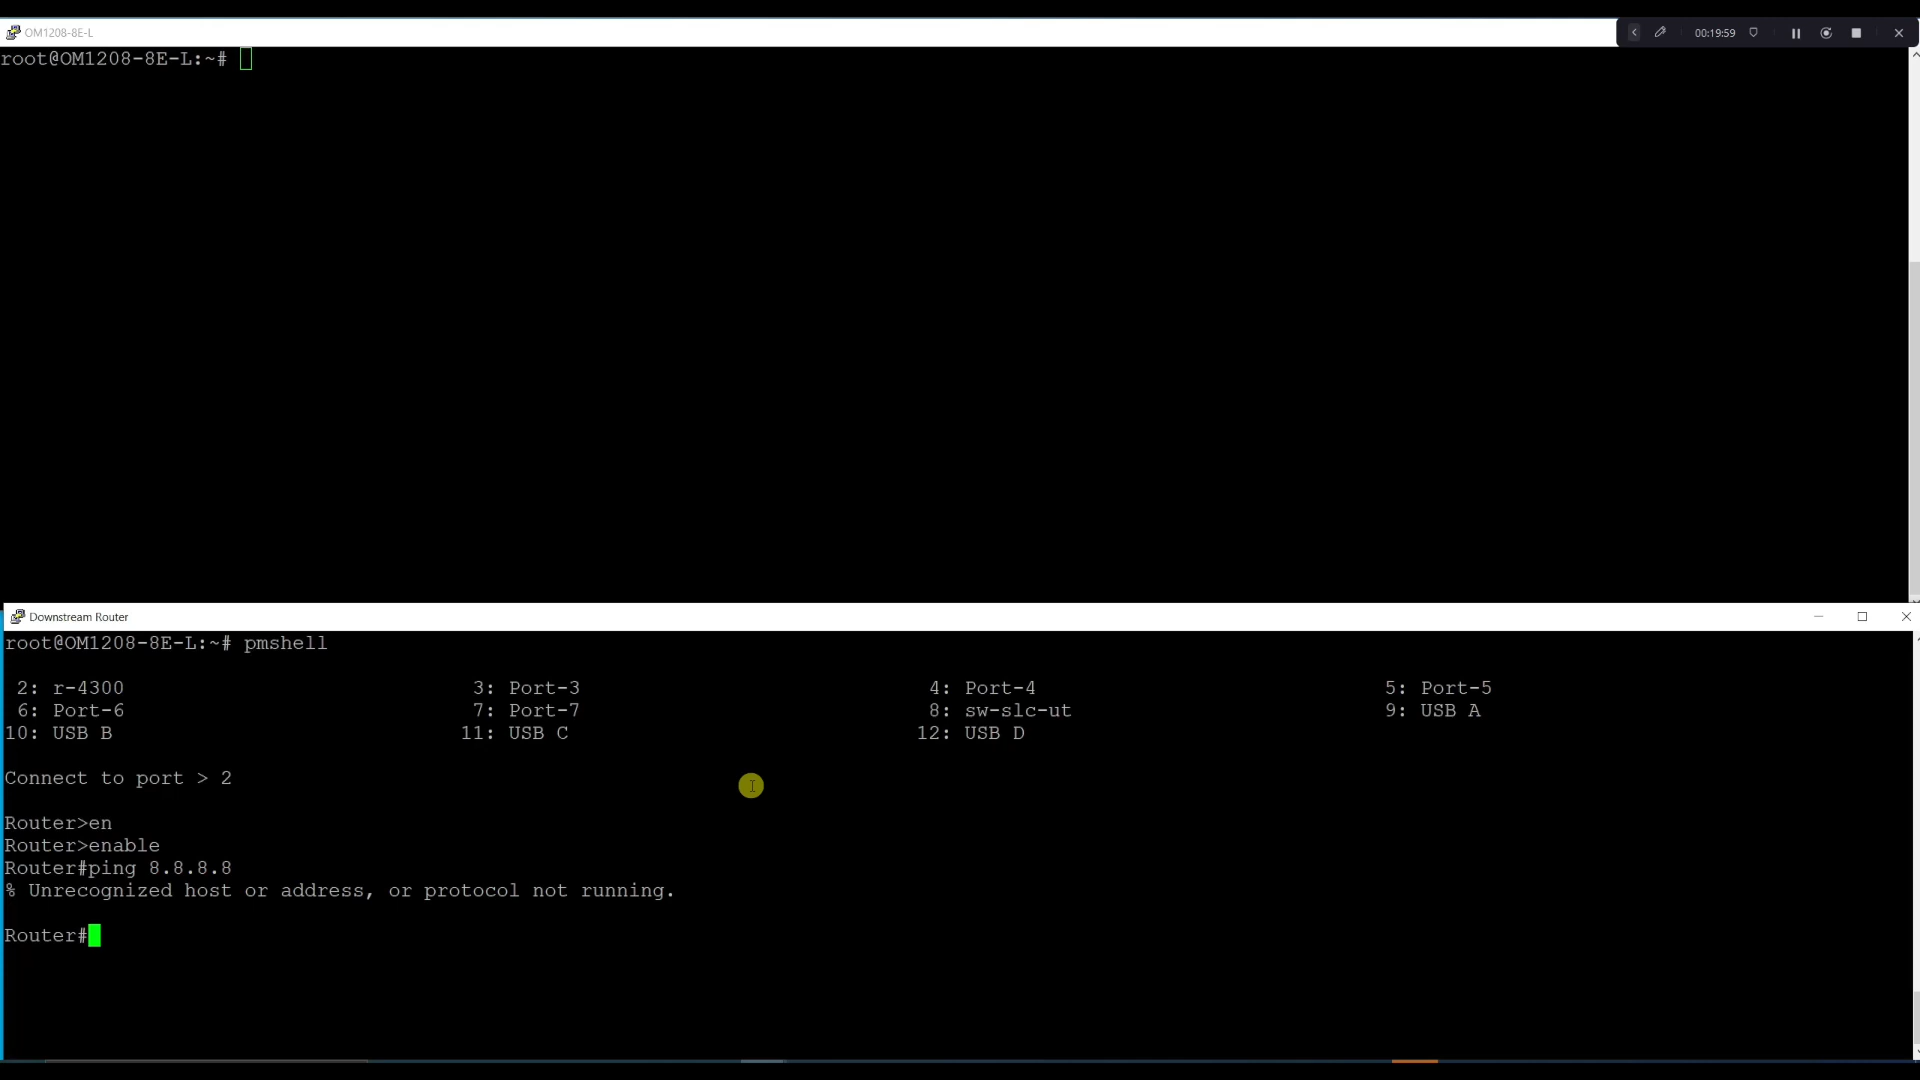 OM1208-8E-L
00:19:59
root@OM1208-8E-L:~#
Downstream Router
root@OM1208-8E-L:~# pmshell
2: r-4300 3: Port-3 4: Port-4 5: Port-5
6: Port-6 7: Port-7 8: sw-slc-ut 9: USB A
10: USB B 11: USB C 12: USB D
Connect to port > 2
Router>en
Router>enable
Router#ping 8.8.8.8
% Unrecognized host or address, or protocol not running.
Router#